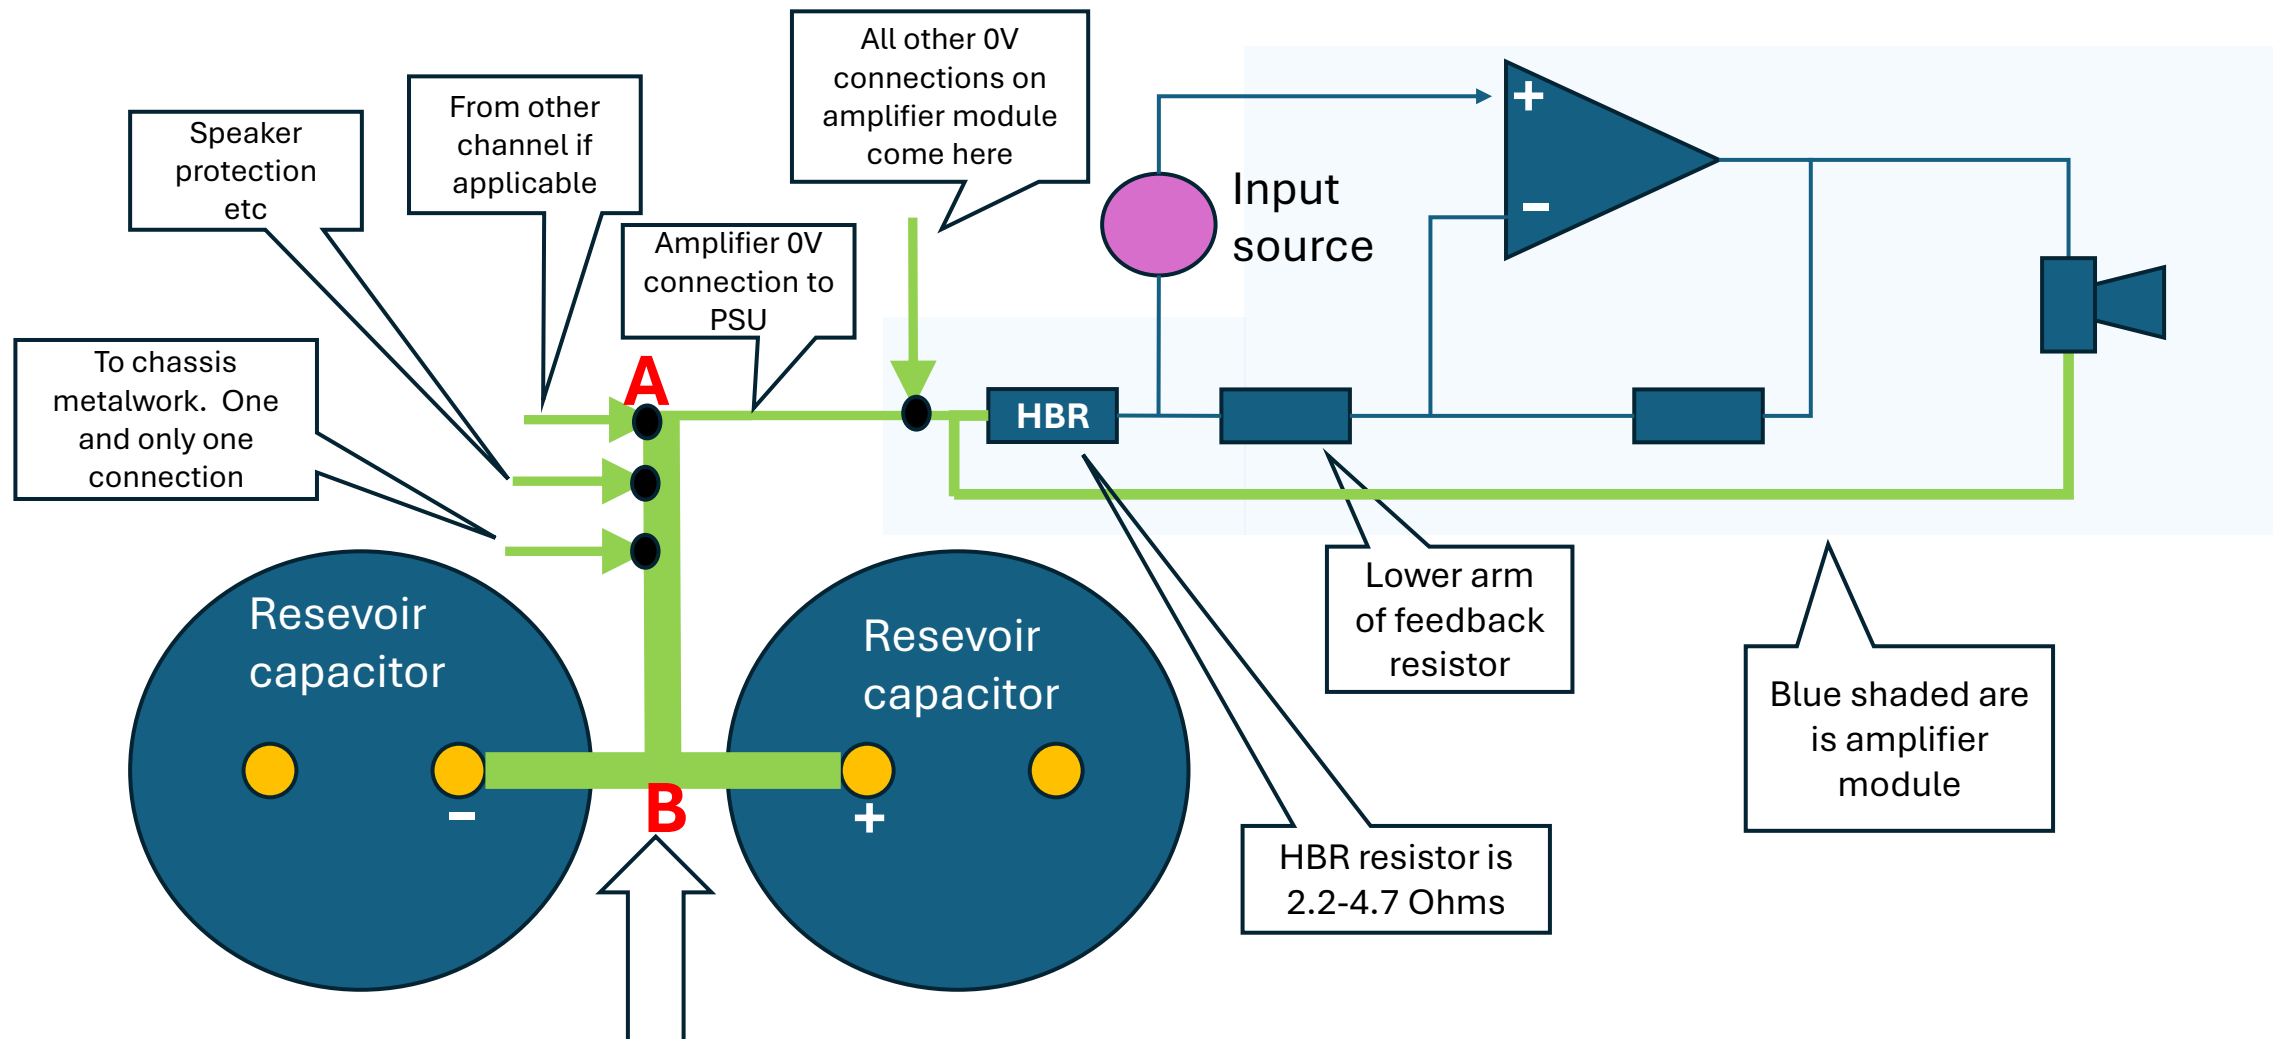 All other 0V
connections on
amplifier module
come here
From other
channel if
applicable
Speaker
protection
etc
Amplifier 0V
connection to
PSU
Input
source
+
–
To chassis
metalwork. One
and only one
connection
A
HBR
Lower arm
of feedback
resistor
Resevoir
capacitor
Resevoir
capacitor
Blue shaded are
is amplifier
module
–
B
+
HBR resistor is
2.2-4.7 Ohms